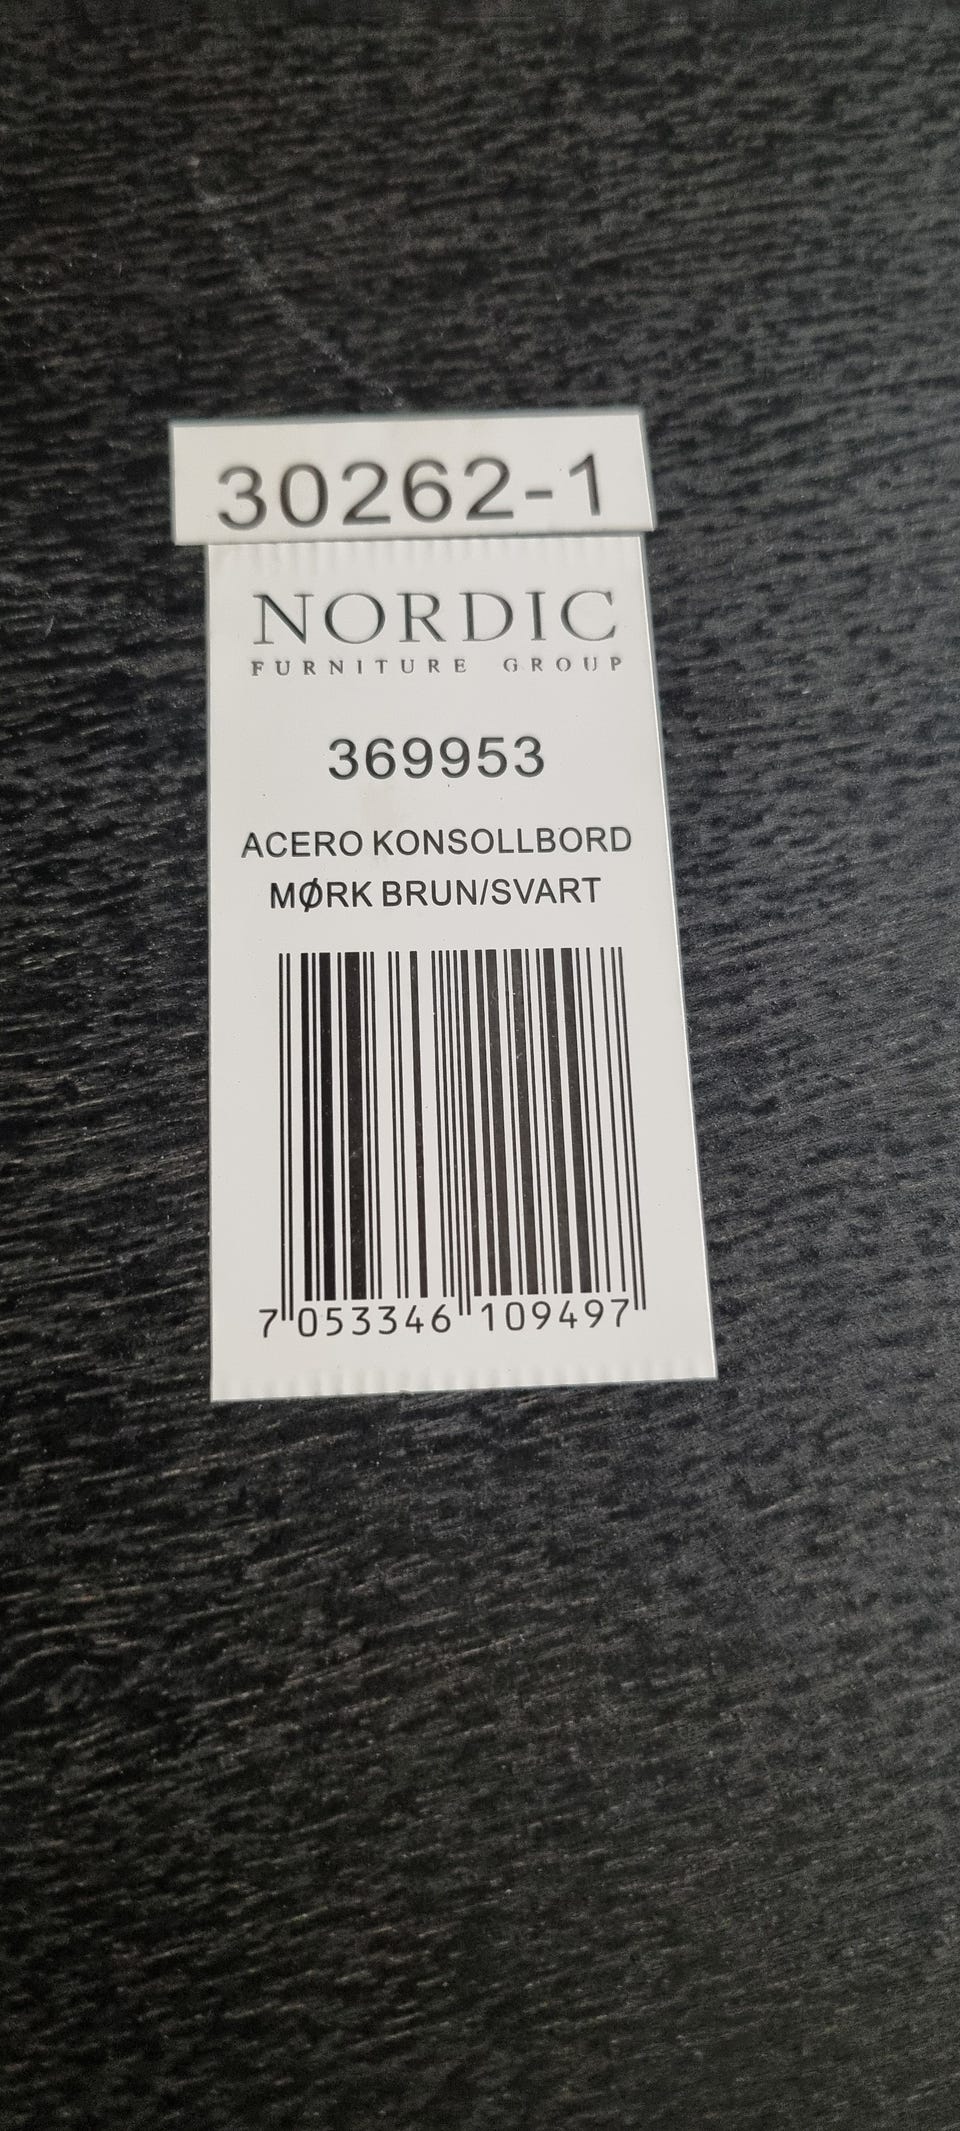 30262-1
NORDIC
FURNITURE GROUP
369953
ACERO KONSOLLBORD
MØRK BRUN/SVART
7 053346 109497